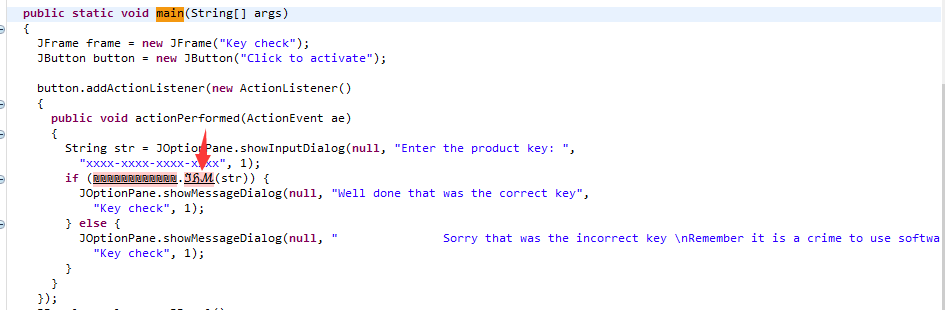 public static void main(String[] args)
{
JFrame frame = new JFrame("Key check");
JButton button = new JButton("Click to activate");
button.addActionListener(new ActionListener()
{
public void actionPerformed(ActionEvent ae)
{
String str = JOptionPane.showInputDialog(null, "Enter the product key: ",
"xxxx-xxxx-xxxx-xxxx", 1);
if ( . (str)) {
JOptionPane.showMessageDialog(null, "Well done that was the correct key",
"Key check", 1);
} else {
JOptionPane.showMessageDialog(null, " Sorry that was the incorrect key \nRemember it is a crime to use softwa
"Key check", 1);
}
}
});